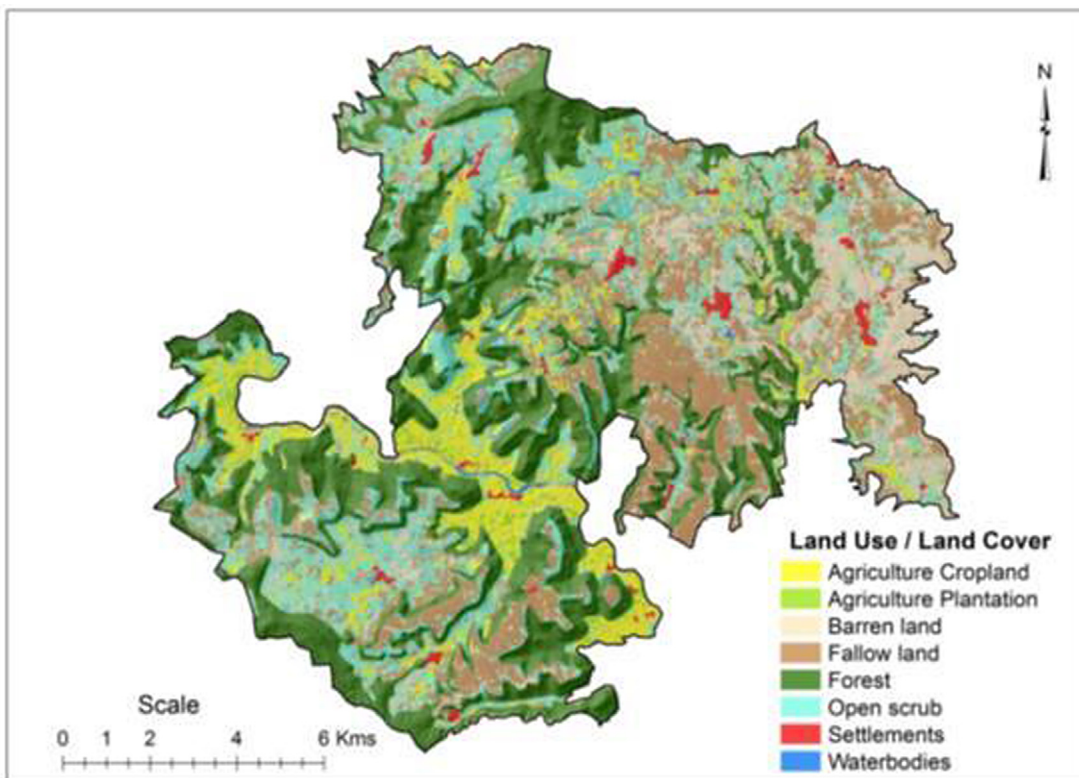 N
Land Use / Land Cover
Agriculture Cropland
Agriculture Plantation
Barren land
Fallow land
Forest
Open scrub
Settlements
Waterbodies
Scale
0 1 2 4 6 Kms